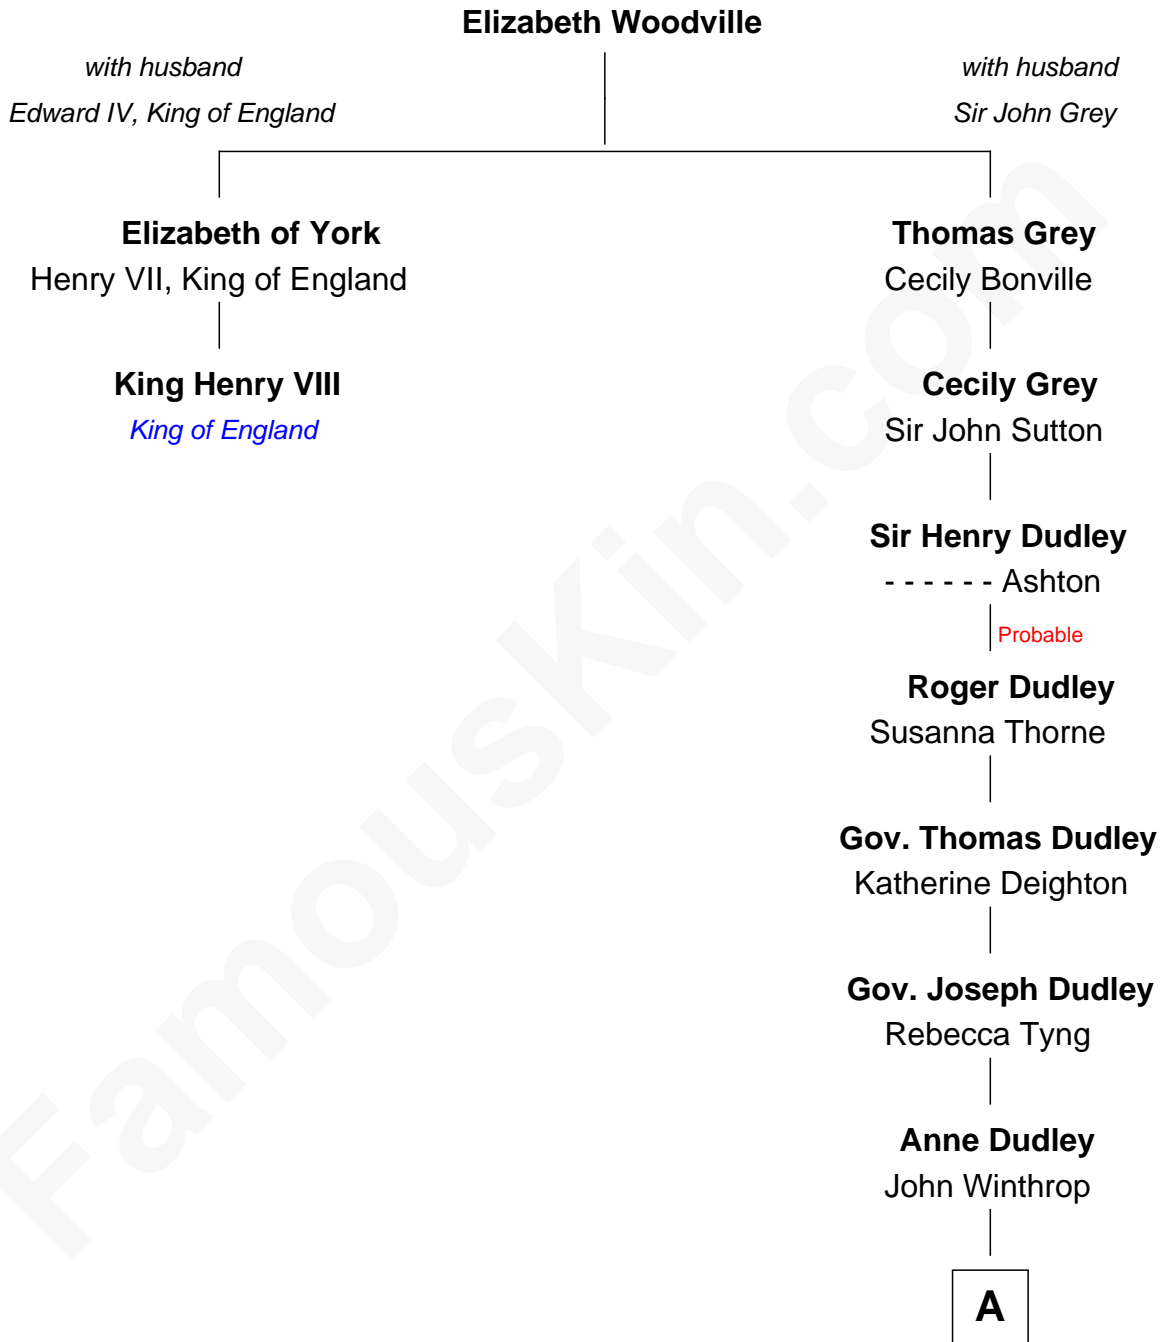 Elizabeth Woodville
with husband
Edward IV, King of England
with husband
Sir John Grey
Elizabeth of York
Henry VII, King of England
King Henry VIII
King of England
Thomas Grey
Cecily Bonville
Cecily Grey
Sir John Sutton
Sir Henry Dudley
- - - - - - Ashton
Probable
Roger Dudley
Susanna Thorne
Gov. Thomas Dudley
Katherine Deighton
Gov. Joseph Dudley
Rebecca Tyng
Anne Dudley
John Winthrop
A
FamousKin.com